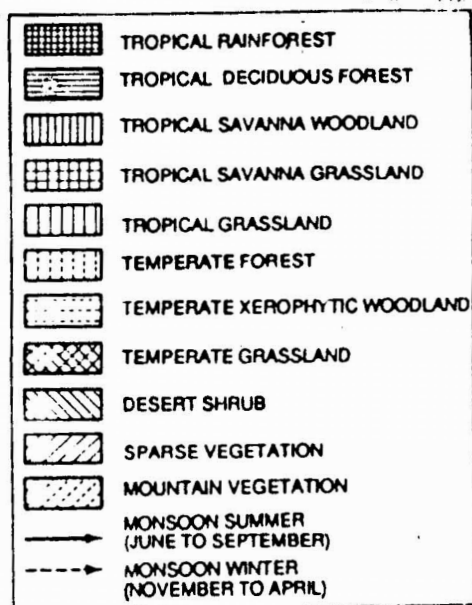 TROPICAL RAINFOREST
TROPICAL DECIDUOUS FOREST
TROPICAL SAVANNA WOODLAND
TROPICAL SAVANNA GRASSLAND
TROPICAL GRASSLAND
TEMPERATE FOREST
TEMPERATE XEROPHYTIC WOODLAND
TEMPERATE GRASSLAND
DESERT SHRUB
SPARSE VEGETATION
MOUNTAIN VEGETATION
MONSOON SUMMER
(JUNE TO SEPTEMBER)
MONSOON WINTER
(NOVEMBER TO APRIL)